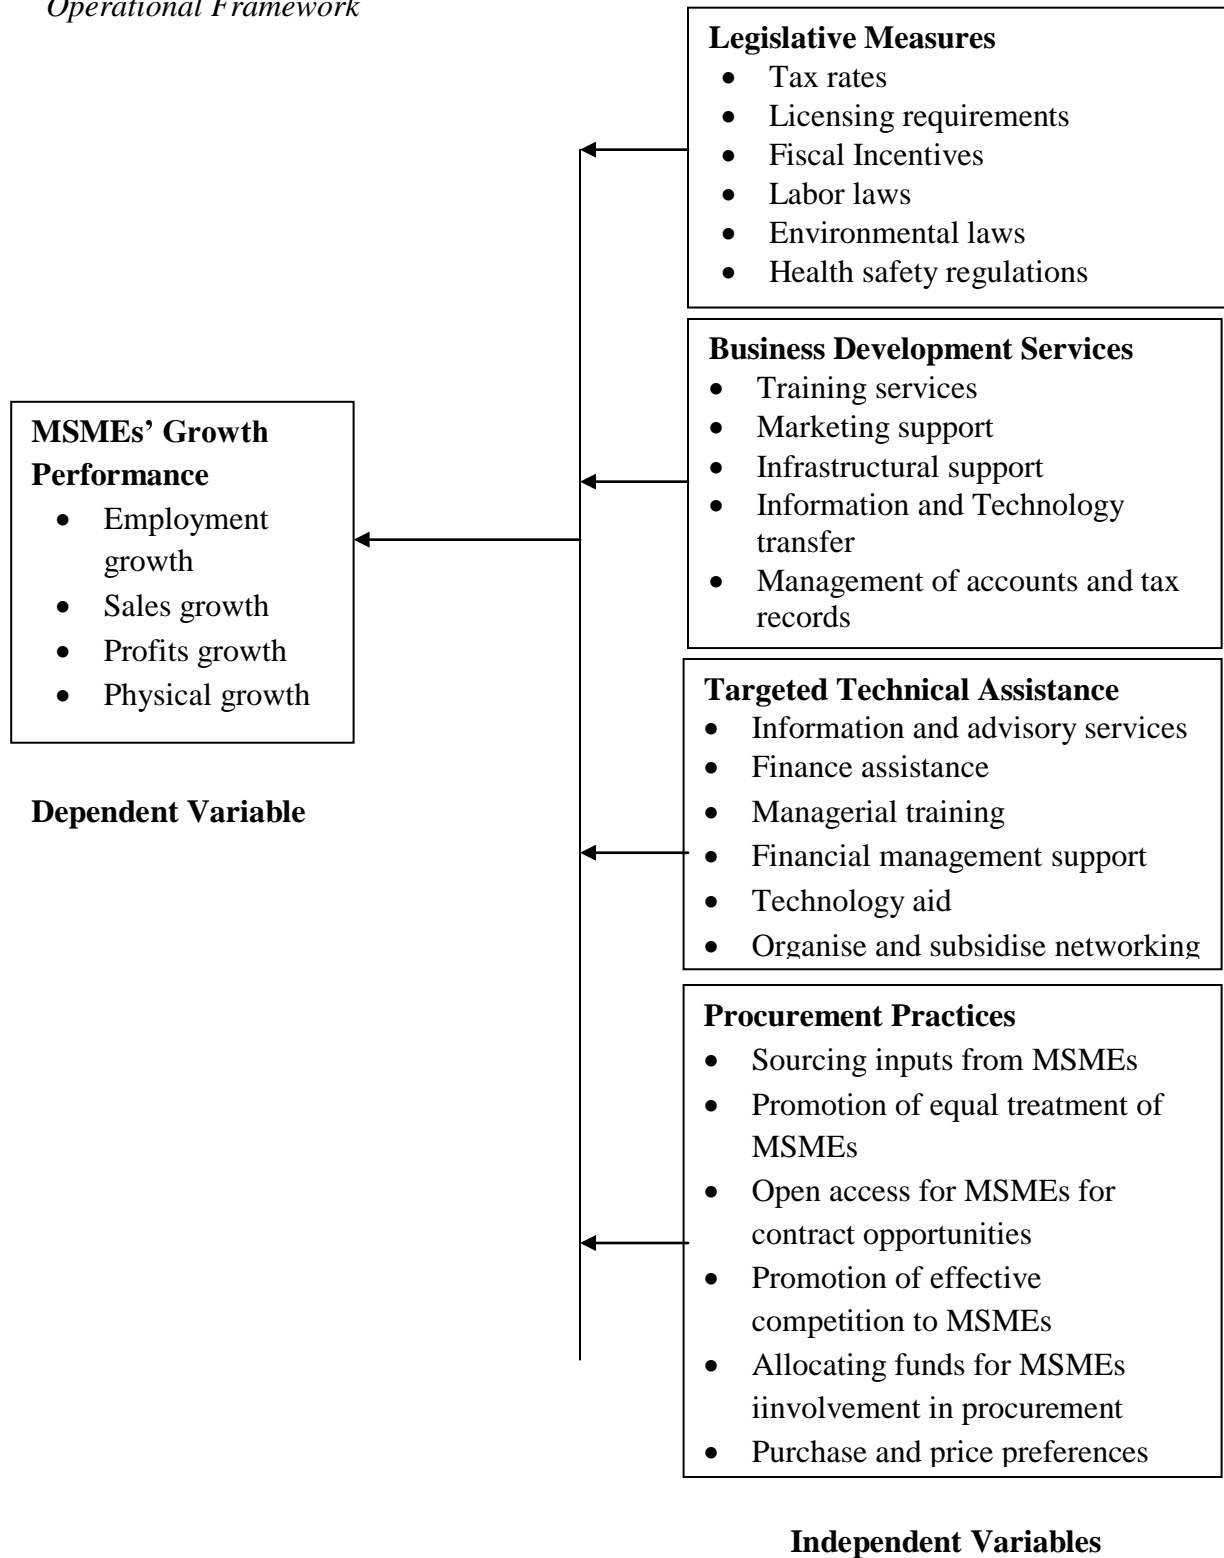 Operational Framework
Legislative Measures
• Tax rates
• Licensing requirements
• Fiscal Incentives
• Labor laws
• Environmental laws
• Health safety regulations
Business Development Services
• Training services
• Marketing support
• Infrastructural support
• Information and Technology
transfer
• Management of accounts and tax
records
MSMEs’ Growth
Performance
• Employment
growth
• Sales growth
• Profits growth
• Physical growth
Dependent Variable
Targeted Technical Assistance
• Information and advisory services
• Finance assistance
• Managerial training
• Financial management support
• Technology aid
• Organise and subsidise networking
Procurement Practices
• Sourcing inputs from MSMEs
• Promotion of equal treatment of
MSMEs
• Open access for MSMEs for
contract opportunities
• Promotion of effective
competition to MSMEs
• Allocating funds for MSMEs
iinvolvement in procurement
• Purchase and price preferences
Independent Variables